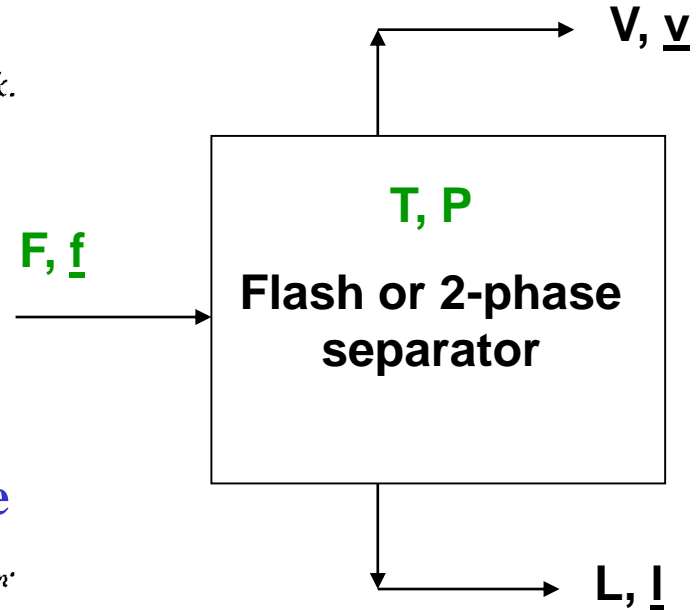 V, v
T, P
F, f
Flash or 2-phase
separator
L, l